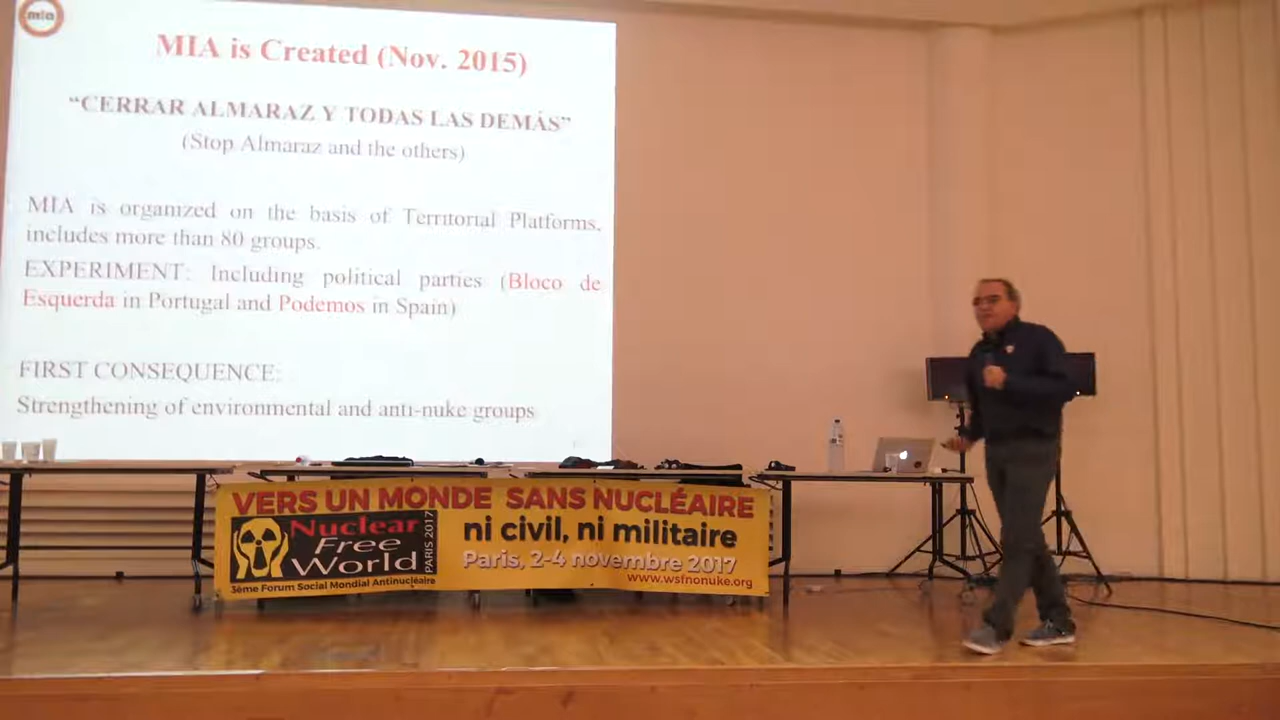 mia
MIA is Created (Nov. 2015)
“CERRAR ALMARAZ Y TODAS LAS DEMÁS”
(Stop Almaraz and the others)
MIA is organized on the basis of Territorial Platforms,
includes more than 80 groups.
EXPERIMENT: Including political parties (Bloco de
Esquerda in Portugal and Podemos in Spain)
FIRST CONSEQUENCE:
Strengthening of environmental and anti-nuke groups
VERS UN MONDE SANS NUCLÉAIRE
Nuclear
Free
World
PARIS 2017
3ème Forum Social Mondial Antinucléaire
ni civil, ni militaire
Paris, 2-4 novembre 2017
www.wsfnonuke.org